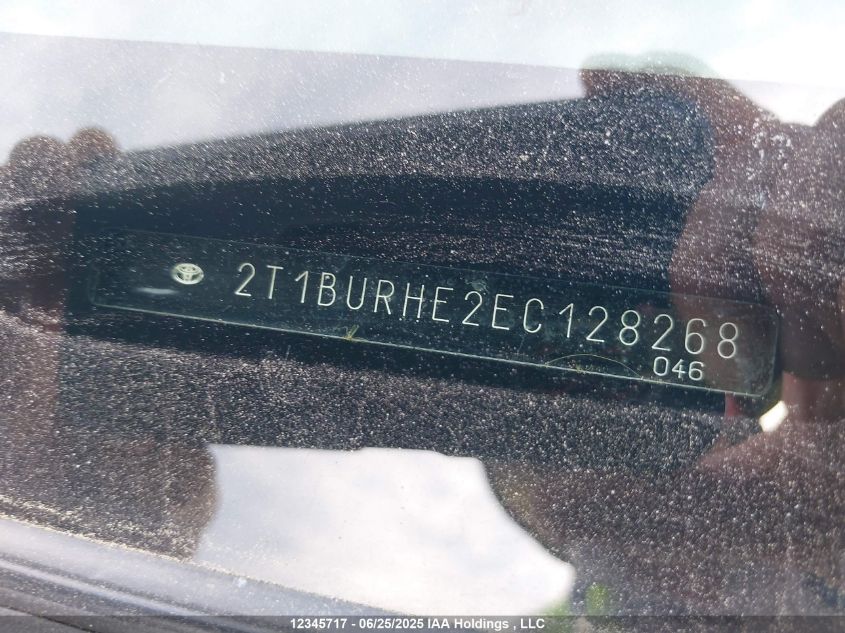 2T1BURHE2EC128268
046
12345717 - 06/25/2025 IAA Holdings , LLC